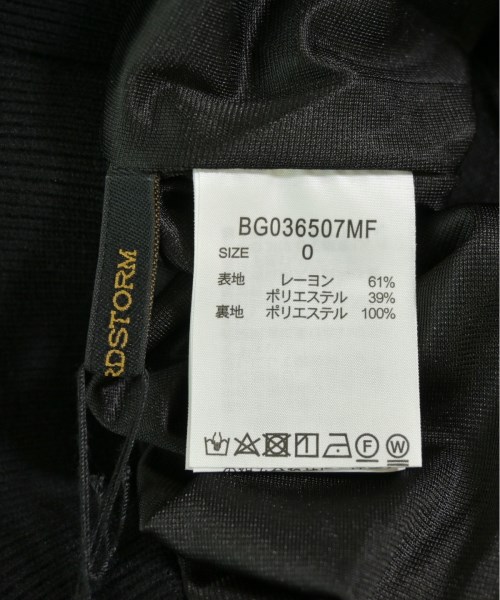 RDSTORM
BG036507MF
SIZE 0
表地 レーヨン 61%
ポリエステル 39%
裏地 ポリエステル 100%
F W